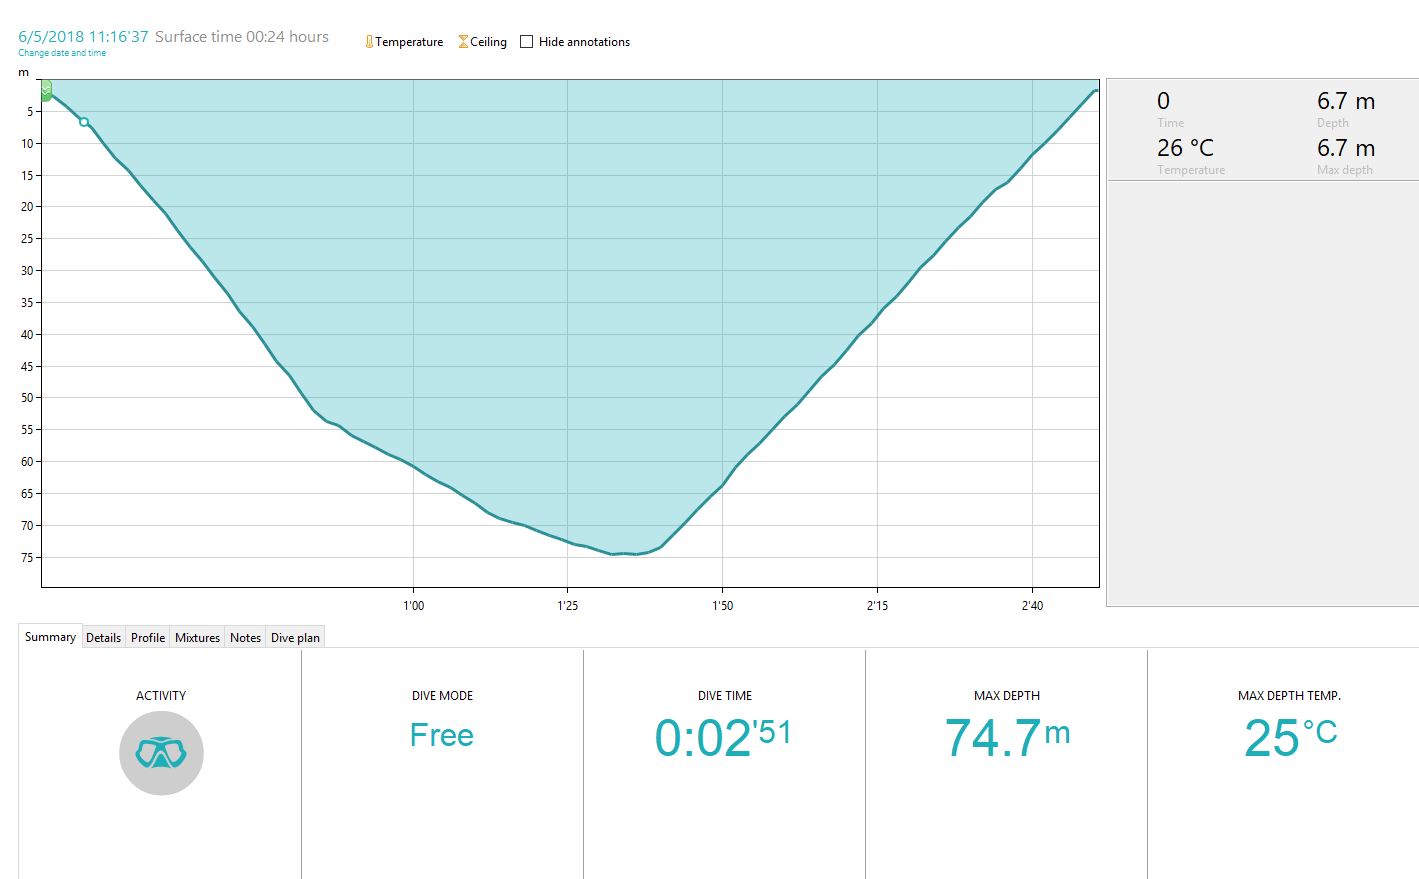 6/5/2018 11:16'37 Surface time 00:24 hours
Temperature Ceiling Hide annotations
Change date and time
m
0 6.7 m
Time Depth
26 °C 6.7 m
Temperature Max depth
5
10
15
20
25
30
35
40
45
50
55
60
65
70
75
1'00 1'25 1'50 2'15 2'40
Summary Details Profile Mixtures Notes Dive plan
ACTIVITY DIVE MODE DIVE TIME MAX DEPTH MAX DEPTH TEMP.
Free 0:02'51 74.7m 25°C